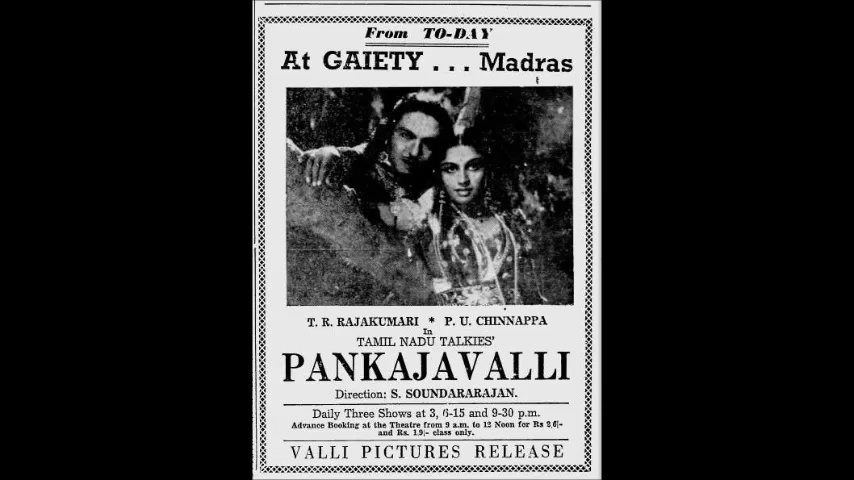 From TO-DAY
At GAIETY ... Madras
T. R. RAJAKUMARI * P. U. CHINNAPPA
In
TAMIL NADU TALKIES'
PANKAJAVALLI
Direction: S. SOUNDARARAJAN.
Daily Three Shows at 3, 6-15 and 9-30 p.m.
Advance Booking at the Theatre from 9 a.m. to 12 Noon for Rs 2/6/-
and Rs. 1/9/- class only.
VALLI PICTURES RELEASE